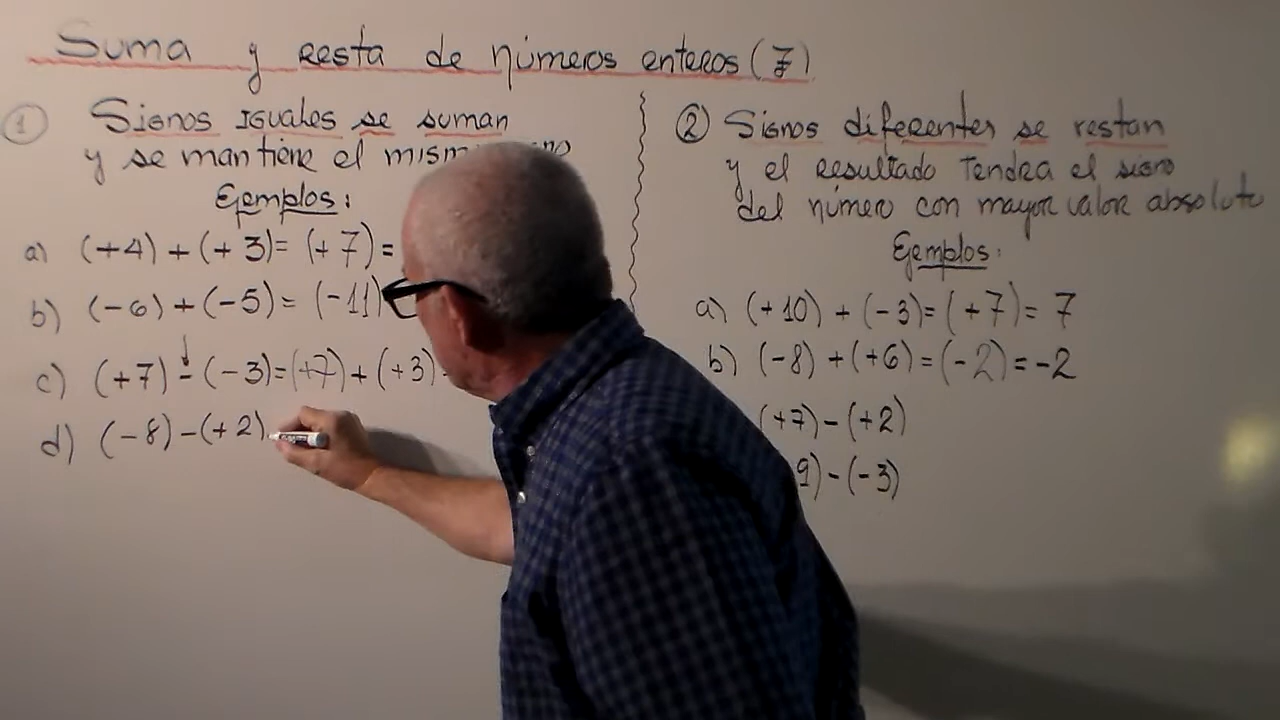 Suma y resta de números enteros (Z)
1 Signos iguales se suman
y se mantiene el
Ejemplos:
a) (+4) + (+3) = (+7) =
b) (-6) + (-5) = (-11)
c) (+7) - (-3) = (+7) + (+3)
d) (-8) - (+2)
2 Signos diferentes se restan
y el resultado tendra el signo
del número con mayor valor absoluto
Ejemplos:
a) (+10) + (-3) = (+7) = 7
b) (-8) + (+6) = (-2) = -2
(+7) - (+2)
9) - (-3)